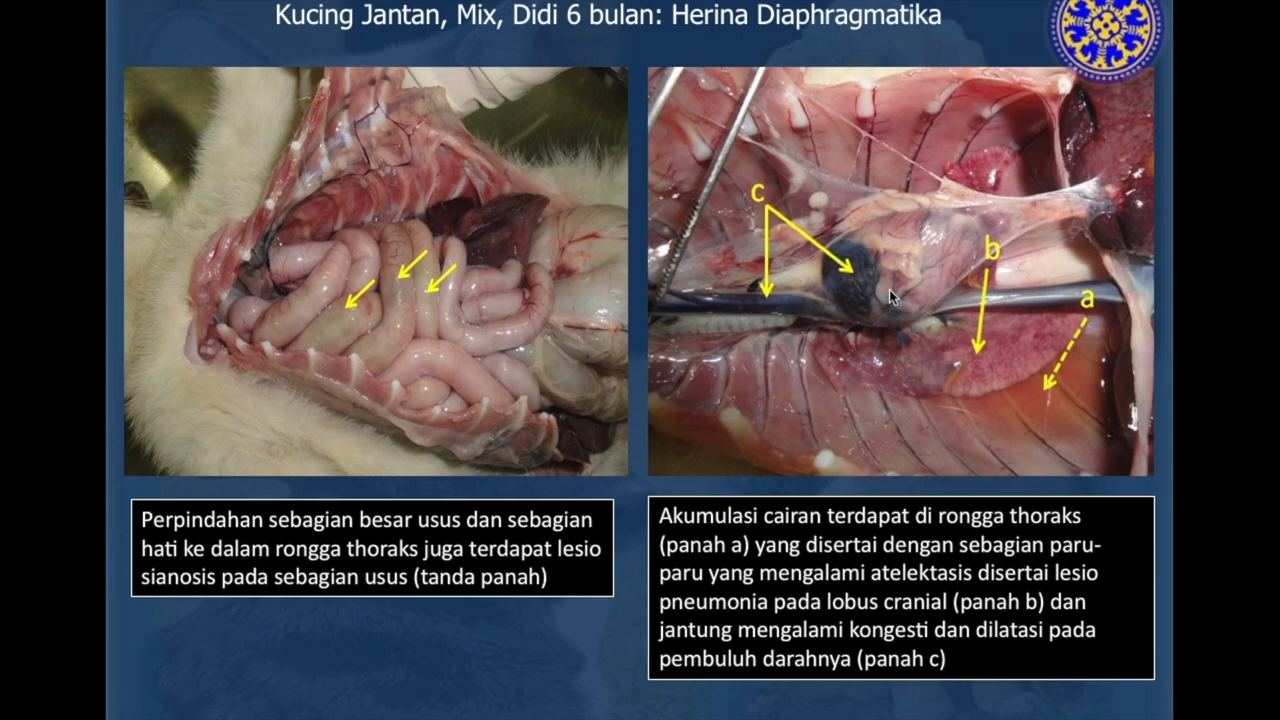 Kucing Jantan, Mix, Didi 6 bulan: Herina Diaphragmatika
c
b
a
Perpindahan sebagian besar usus dan sebagian
hati ke dalam rongga thoraks juga terdapat lesio
sianosis pada sebagian usus (tanda panah)
Akumulasi cairan terdapat di rongga thoraks
(panah a) yang disertai dengan sebagian paru-
paru yang mengalami atelektasis disertai lesio
pneumonia pada lobus cranial (panah b) dan
jantung mengalami kongesti dan dilatasi pada
pembuluh darahnya (panah c)